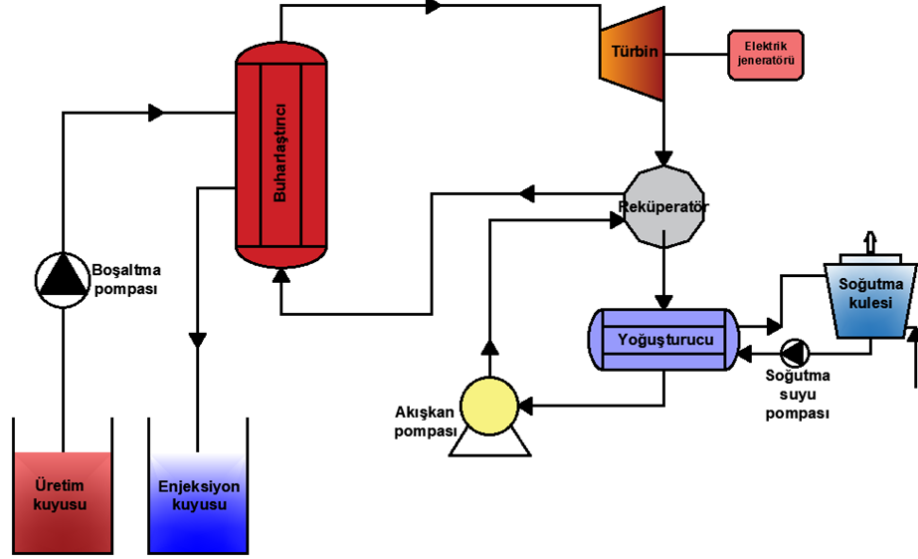 Türbin
Elektrik
jeneratörü
Buharlaştırıcı
Reküperatör
Boşaltma
pompası
Soğutma
kulesi
Yoğuşturucu
Soğutma
suyu
pompası
Akışkan
pompası
Üretim
kuyusu
Enjeksiyon
kuyusu